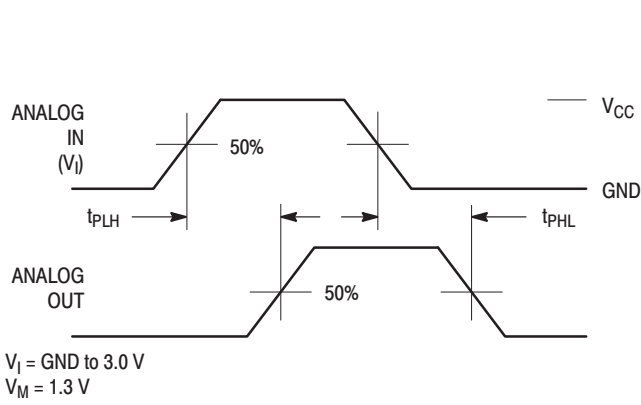 ANALOG
IN
(VI)
50%
VCC
GND
tPLH
tPHL
ANALOG
OUT
50%
VI = GND to 3.0 V
VM = 1.3 V